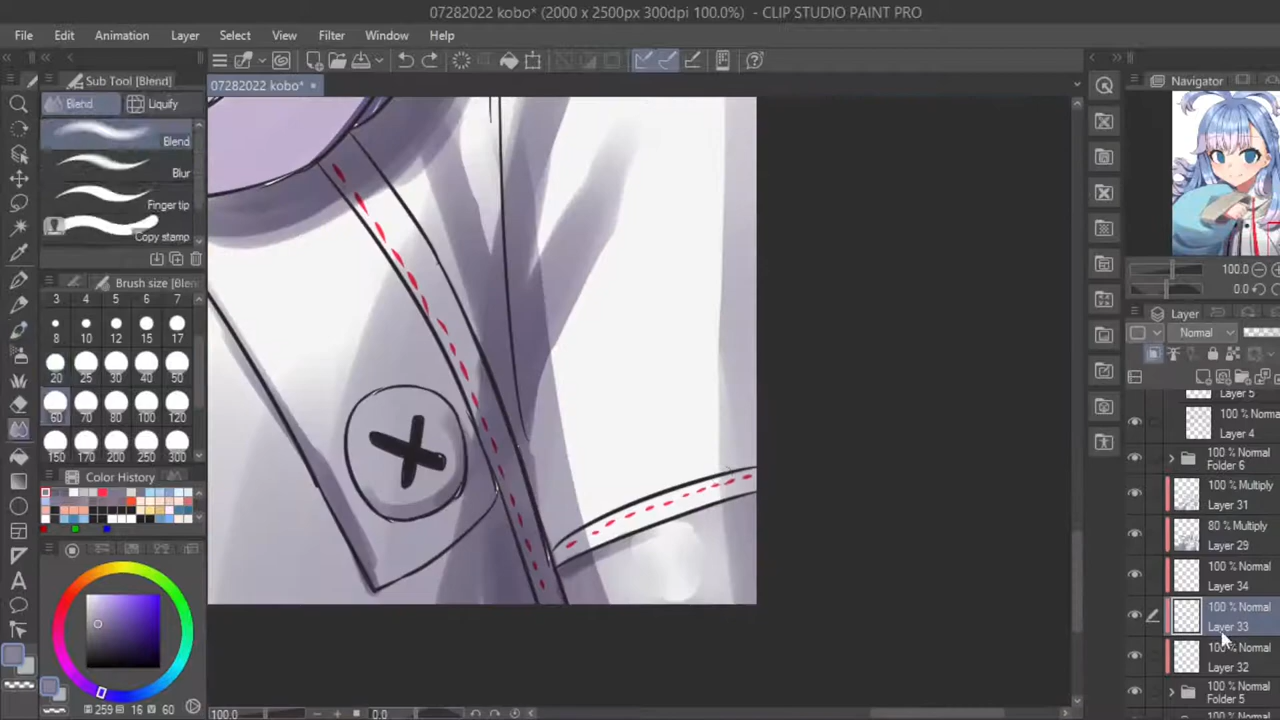 07282022 kobo* (2000 x 2500px 300dpi 100.0%) - CLIP STUDIO PAINT PRO
File Edit Animation Layer Select View Filter Window Help
Sub Tool [Blend]
07282022 kobo*
Navigator
Blend Liquify
Blend
Blur
Finger tip
Copy stamp
Brush size [Blen
3 4 5 6 7
8 10 12 15 17
20 25 30 40 50
60 70 80 100 120
150 170 200 250 300
Color History
259 16 60
100.0 0.0
100.0
0.0
Layer
Normal
Layer 5
100 % Norma
Layer 4
100 % Normal
Folder 6
100 % Multiply
Layer 31
80 % Multiply
Layer 29
100 % Normal
Layer 34
100 % Normal
Layer 33
100 % Normal
Layer 32
100 % Normal
Folder 5
100 % Normal